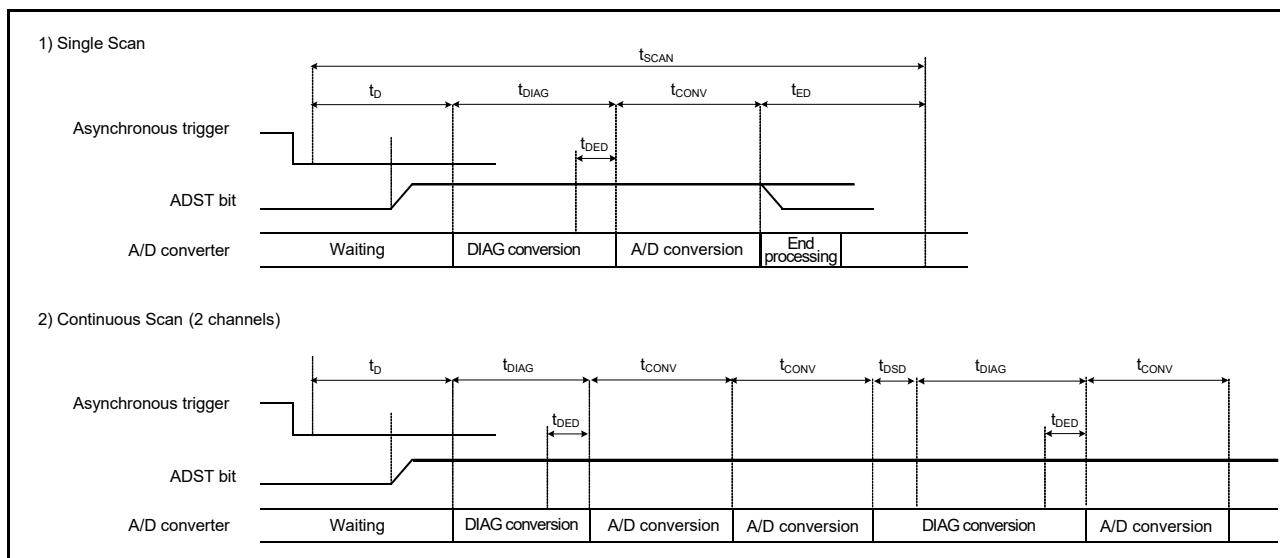 1) Single Scan
tSCAN
tD tDIAG tCONV tED
Asynchronous trigger
tDED
ADST bit
A/D converter Waiting DIAG conversion A/D conversion End processing
2) Continuous Scan (2 channels)
tD tDIAG tCONV tCONV tDSD tDIAG tCONV
Asynchronous trigger
tDED tDED
ADST bit
A/D converter Waiting DIAG conversion A/D conversion A/D conversion DIAG conversion A/D conversion